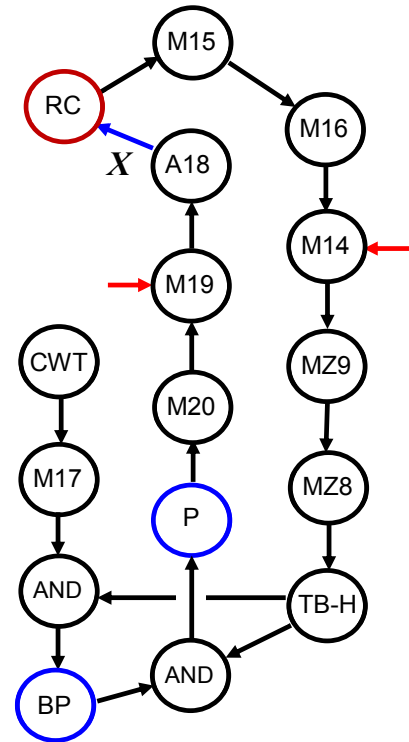 M15
RC
M16
X
A18
M14
M19
CWT
MZ9
M20
M17
MZ8
P
AND
TB-H
AND
BP